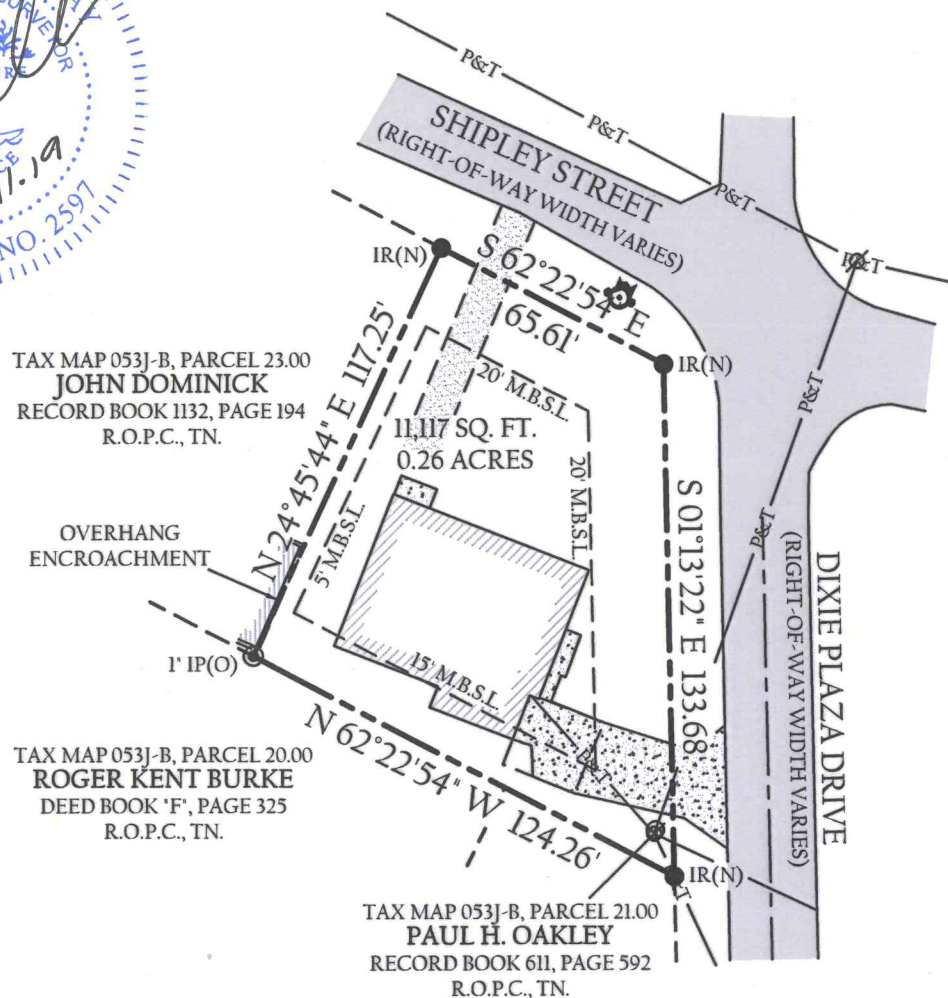 SURVEYOR
NO. 2597
P&T
P&T
P&T
P&T
SHIPLEY STREET
(RIGHT-OF-WAY WIDTH VARIES)
IR(N)
S 62°22'54" E
65.61'
IR(N)
TAX MAP 053J-B, PARCEL 23.00
JOHN DOMINICK
RECORD BOOK 1132, PAGE 194
R.O.P.C., TN.
N 24°45'44" E 117.25'
20' M.B.S.L.
11,117 SQ. FT.
0.26 ACRES
20' M.B.S.L.
5' M.B.S.L.
P&T
P&T
S 01°13'22" E 133.68'
DIXIE PLAZA DRIVE
(RIGHT-OF-WAY WIDTH VARIES)
OVERHANG
ENCROACHMENT
1" IP(O)
15' M.B.S.L.
N 62°22'54" W 124.26'
P&T
TAX MAP 053J-B, PARCEL 20.00
ROGER KENT BURKE
DEED BOOK "F", PAGE 325
R.O.P.C., TN.
IR(N)
TAX MAP 053J-B, PARCEL 21.00
PAUL H. OAKLEY
RECORD BOOK 611, PAGE 592
R.O.P.C., TN.